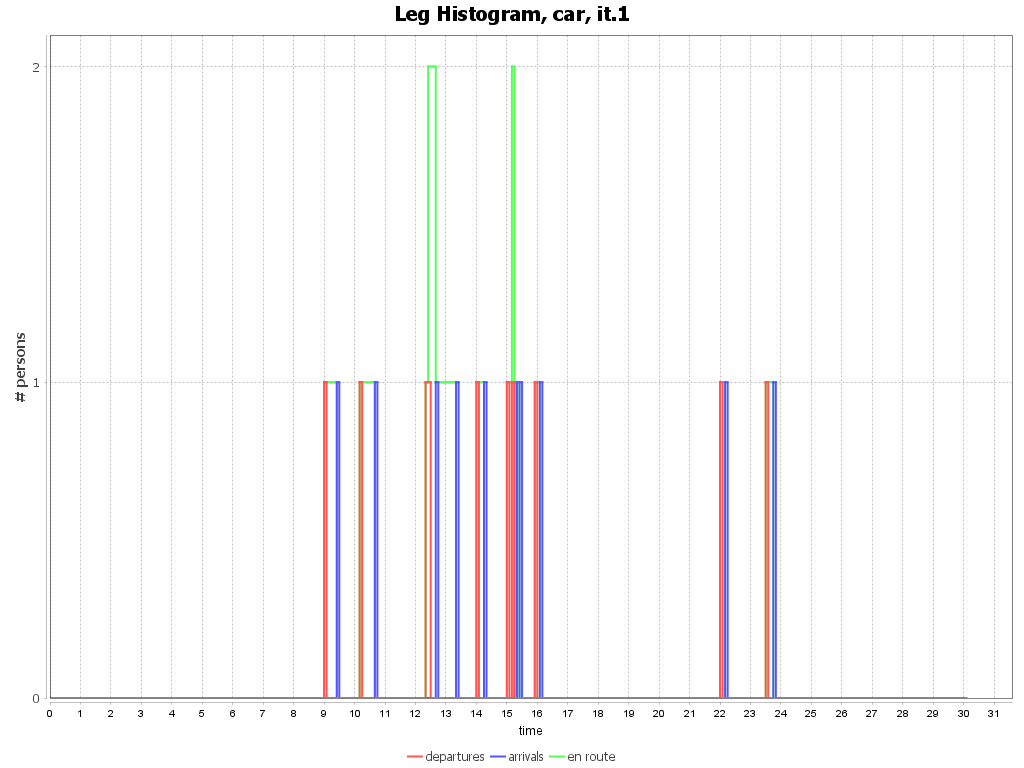 Leg Histogram, car, it.1
# persons
2
1
0
0 1 2 3 4 5 6 7 8 9 10 11 12 13 14 15 16 17 18 19 20 21 22 23 24 25 26 27 28 29 30 31
time
departures arrivals en route